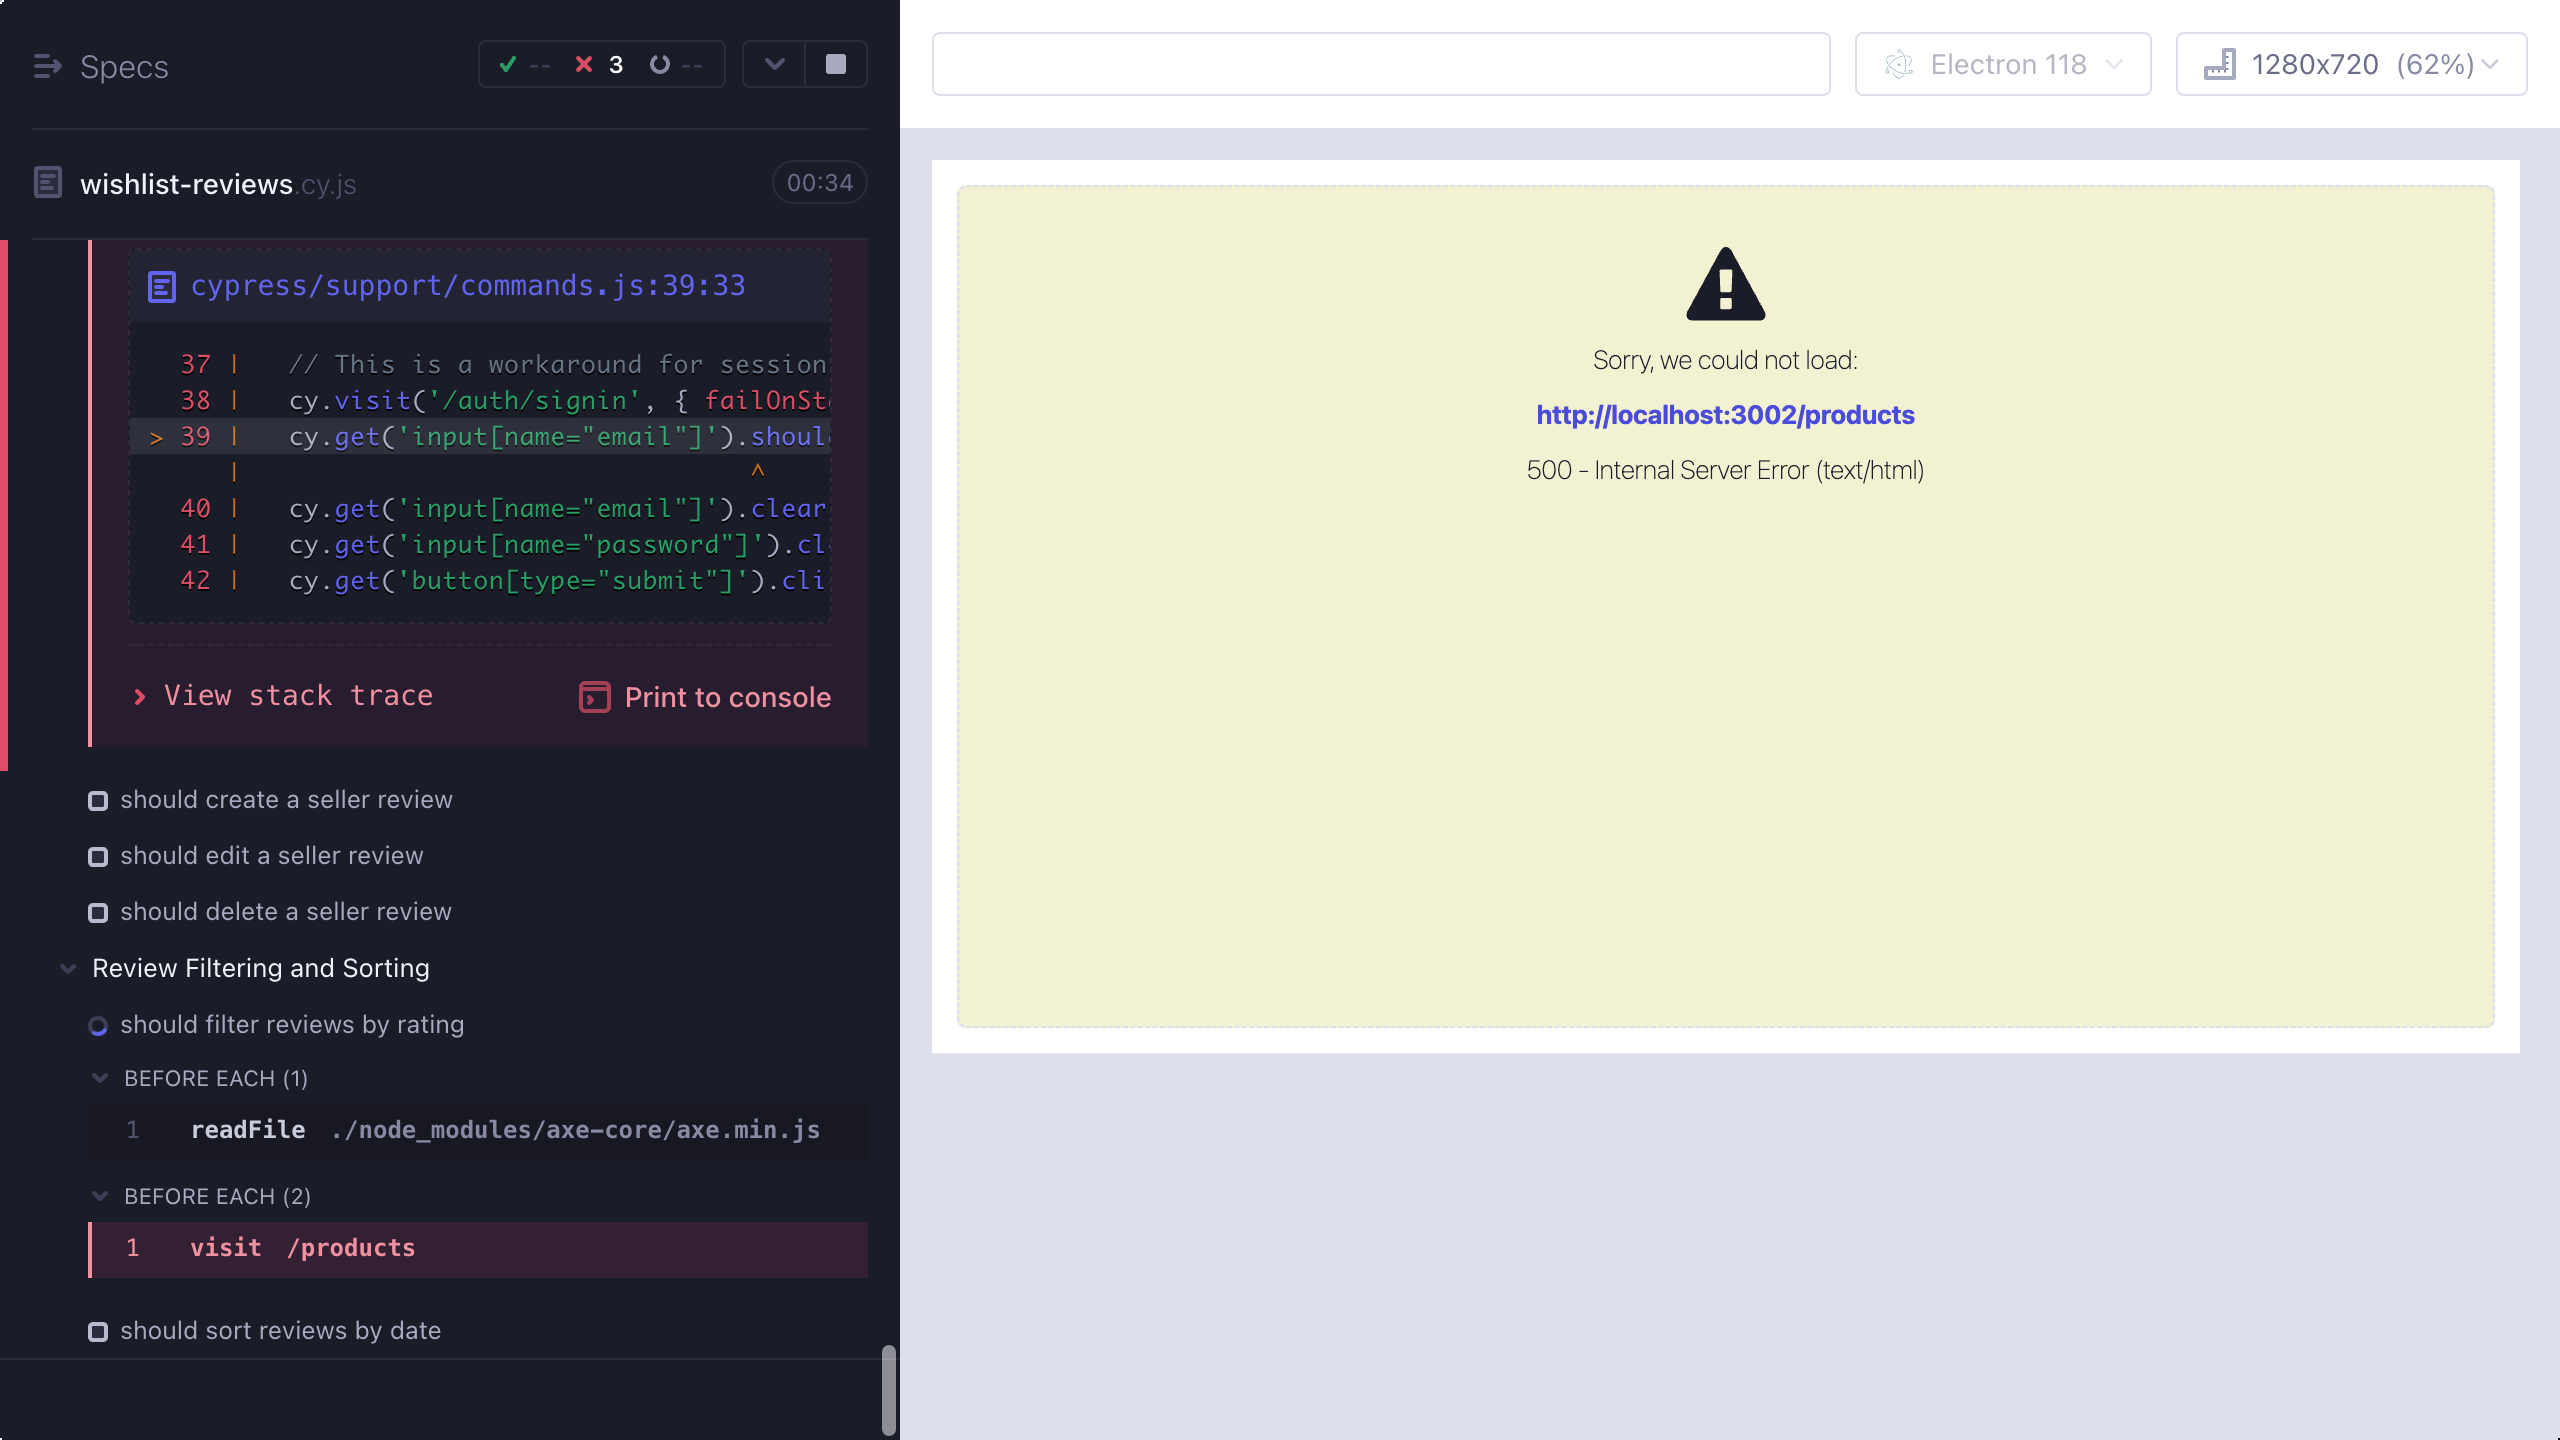 Specs
-- 3 --
wishlist-reviews.cy.js
00:34
cypress/support/commands.js:39:33
37 | // This is a workaround for session
38 | cy.visit('/auth/signin', { failOnSt
> 39 | cy.get('input[name="email"]').shoul
| ^
40 | cy.get('input[name="email"]').clear
41 | cy.get('input[name="password"]').cl
42 | cy.get('button[type="submit"]').cli
View stack trace
Print to console
should create a seller review
should edit a seller review
should delete a seller review
Review Filtering and Sorting
should filter reviews by rating
BEFORE EACH (1)
1 readFile ./node_modules/axe-core/axe.min.js
BEFORE EACH (2)
1 visit /products
should sort reviews by date
Electron 118
1280x720 (62%)
Sorry, we could not load:
http://localhost:3002/products
500 - Internal Server Error (text/html)